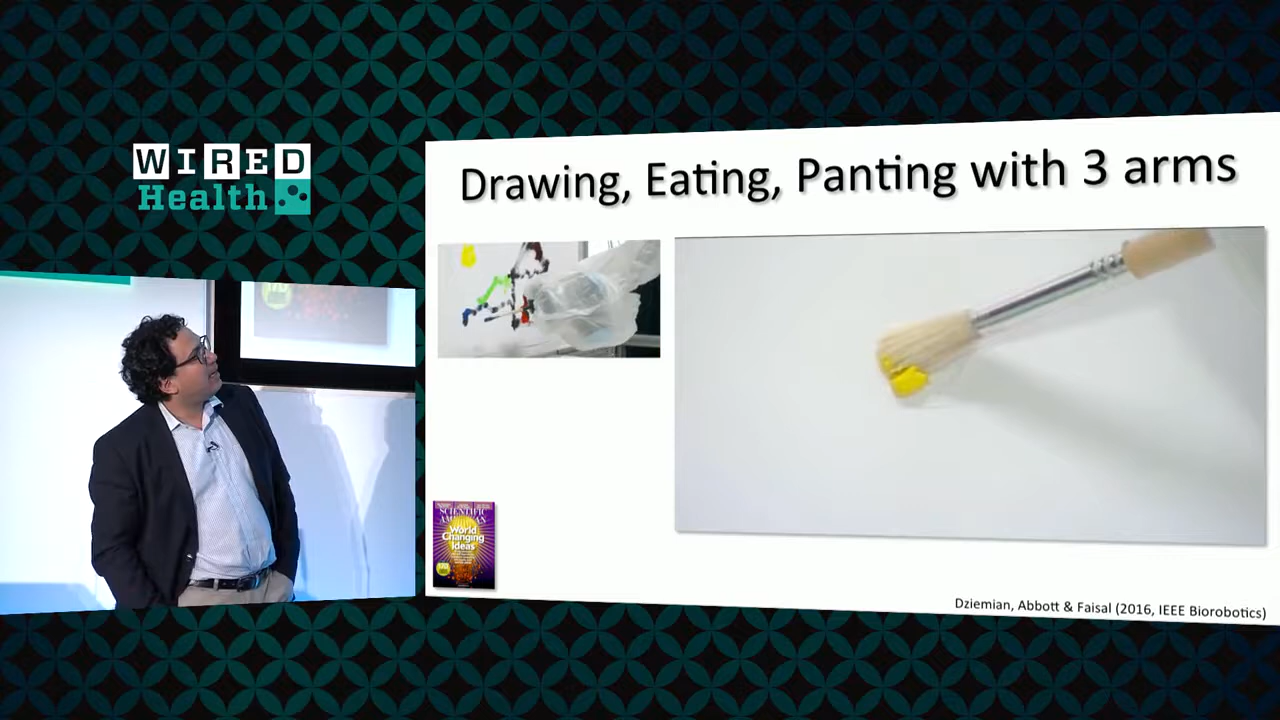 WIRED
Health
Drawing, Eating, Panting with 3 arms
SCIENTIFIC
AMERICAN
World
Changing
Ideas
Dziemian, Abbott & Faisal (2016, IEEE Biorobotics)